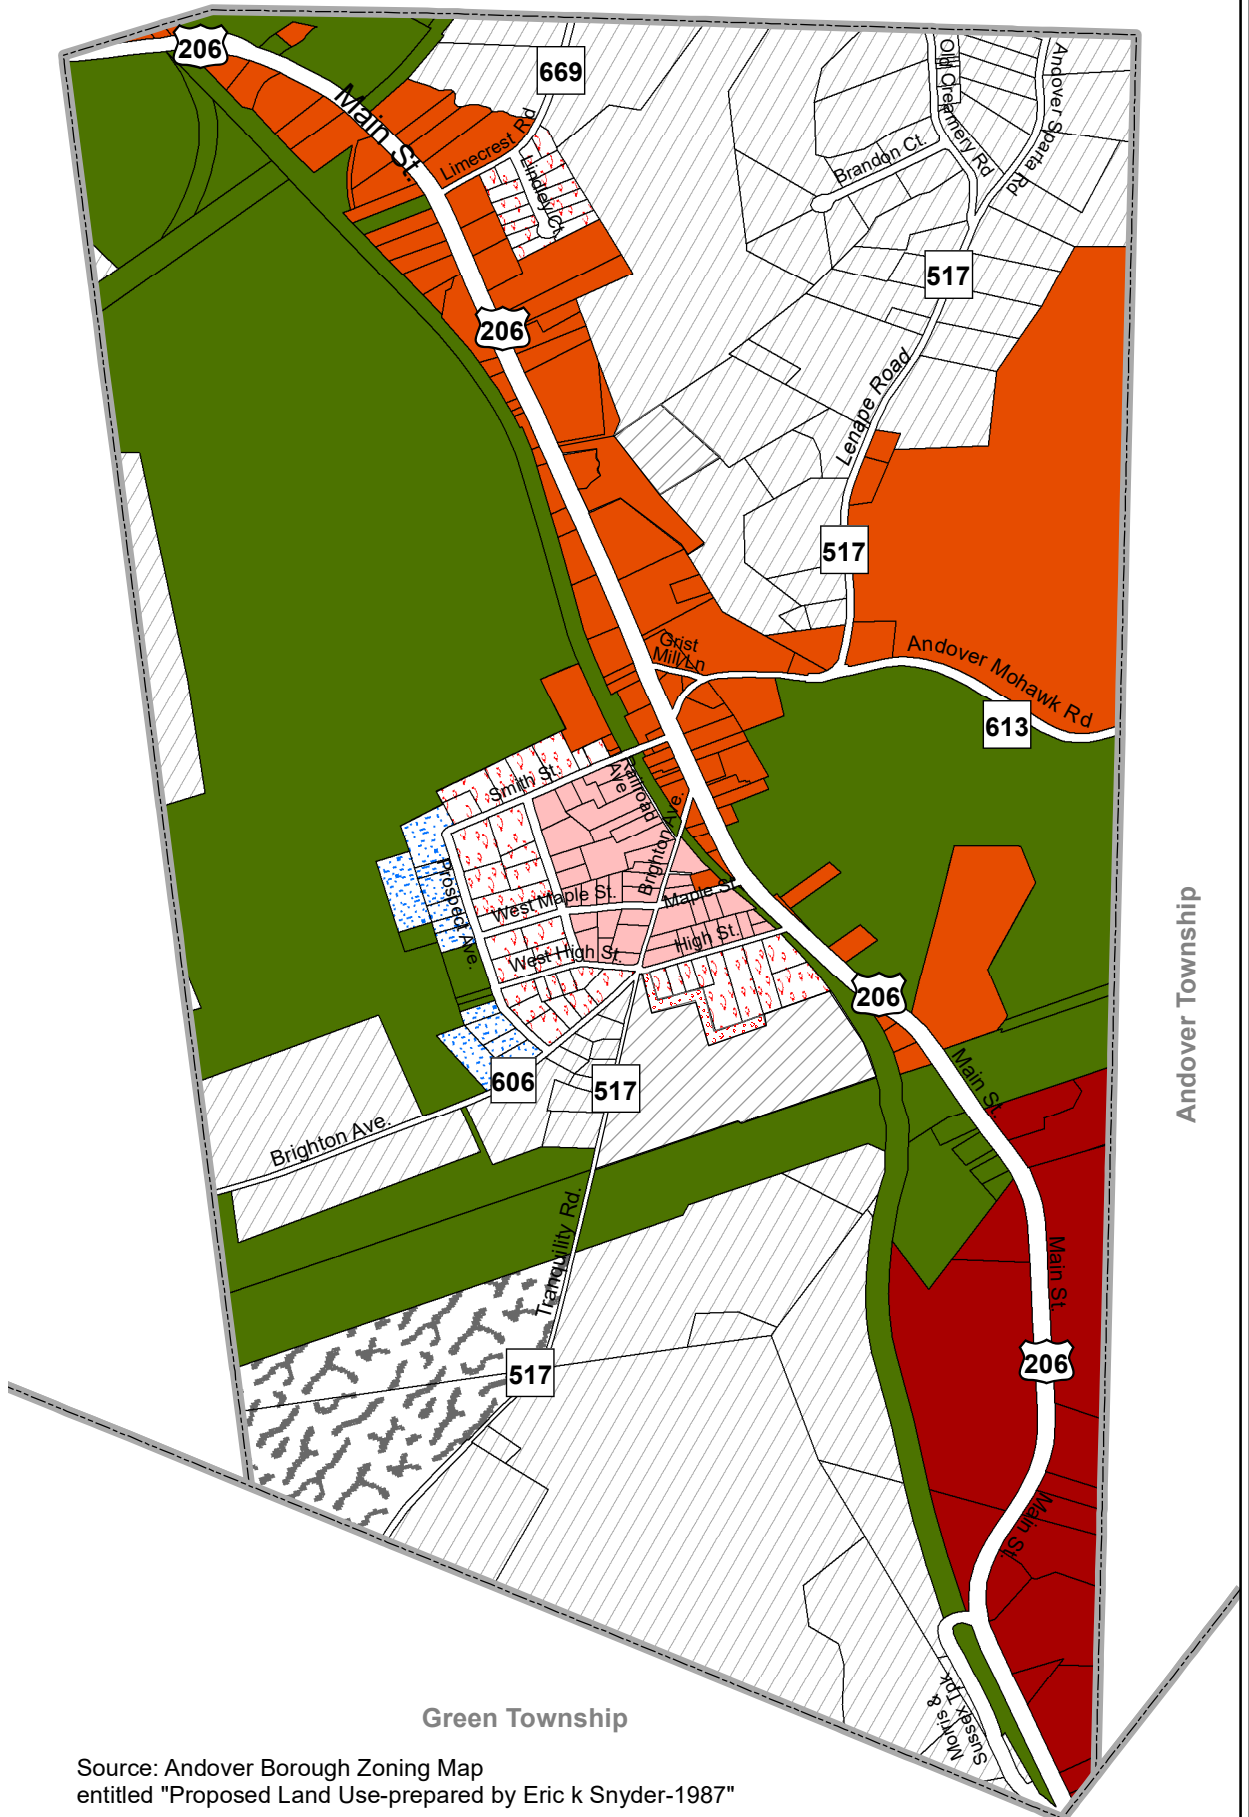 206
669
Main St.
Limecrest Rd
Lindley Ct.
Old Creamery Rd
Andover Sparta Rd
Brandon Ct.
517
206
Lenape Road
517
Grist
Mill Ln
Andover Mohawk Rd
613
Smith St.
Railroad
Ave
Brighton Ave.
Prospect Ave.
West Maple St.
Maple St.
West High St.
High St.
206
606
517
Main St.
Brighton Ave.
Tranquility Rd.
Main St.
206
517
Main St.
Morris &
Sussex Tpk
Andover Township
Green Township
Source: Andover Borough Zoning Map
entitled "Proposed Land Use-prepared by Eric k Snyder-1987"